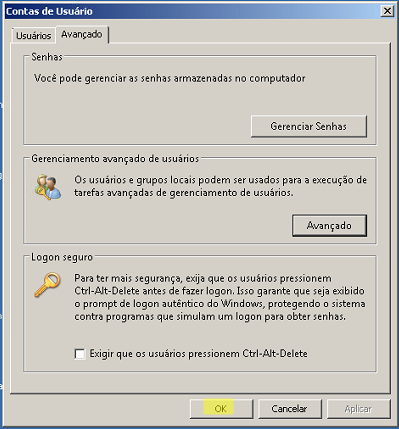 Contas de Usuário
Usuários Avançado
Senhas
Você pode gerenciar as senhas armazenadas no computador
Gerenciar Senhas
Gerenciamento avançado de usuários
Os usuários e grupos locais podem ser usados para a execução de
tarefas avançadas de gerenciamento de usuários.
Avançado
Logon seguro
Para ter mais segurança, exija que os usuários pressionem
Ctrl-Alt-Delete antes de fazer logon. Isso garante que seja exibido
o prompt de logon autêntico do Windows, protegendo o sistema
contra programas que simulam um logon para obter senhas.
Exigir que os usuários pressionem Ctrl-Alt-Delete
OK Cancelar Aplicar